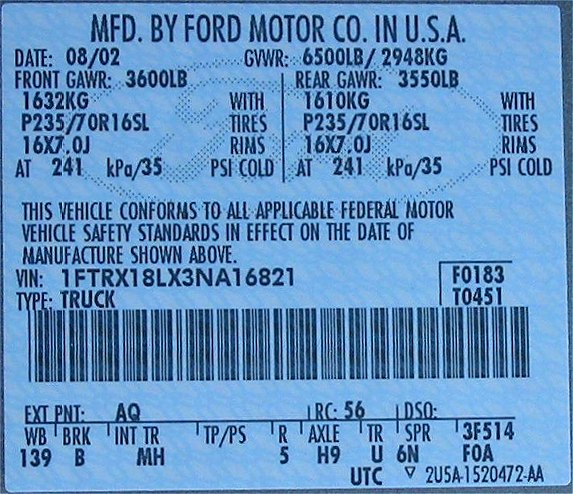 MFD. BY FORD MOTOR CO. IN U.S.A.
DATE: 08/02 GVWR: 6500LB/ 2948KG
FRONT GAWR: 3600LB REAR GAWR: 3550LB
1632KG WITH 1610KG WITH
P235/70R16SL TIRES P235/70R16SL TIRES
16X7.0J RIMS 16X7.0J RIMS
AT 241 kPa/35 PSI COLD AT 241 kPa/35 PSI COLD
THIS VEHICLE CONFORMS TO ALL APPLICABLE FEDERAL MOTOR
VEHICLE SAFETY STANDARDS IN EFFECT ON THE DATE OF
MANUFACTURE SHOWN ABOVE.
VIN: 1FTRX18LX3NA16821 F0183
TYPE: TRUCK T0451
EXT PNT: AQ RC: 56 DSO:
WB BRK INT TR TP/PS R AXLE TR SPR 3F514
139 B MH 5 H9 U 6N F0A
UTC ▽ 2U5A-1520472-AA